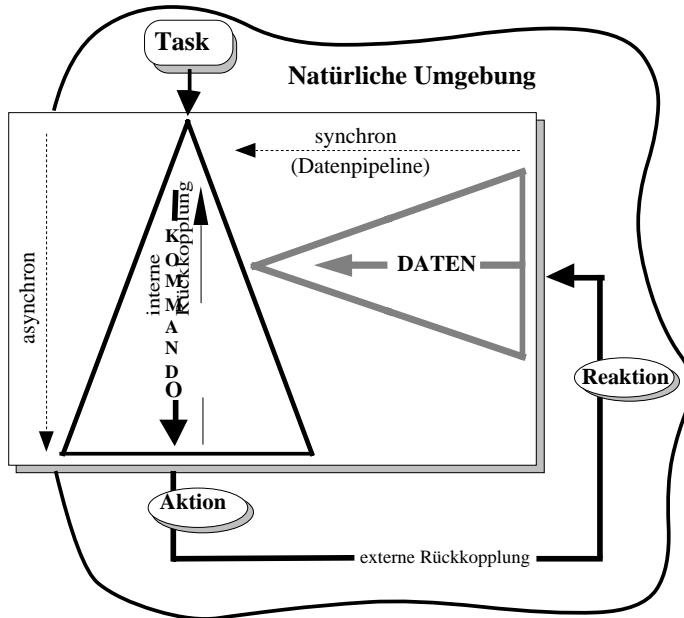 Task
Natürliche Umgebung
synchron
(Datenpipeline)
asynchron
KOMMANDO
interne
Rückkopplung
DATEN
Reaktion
Aktion
externe Rückkopplung